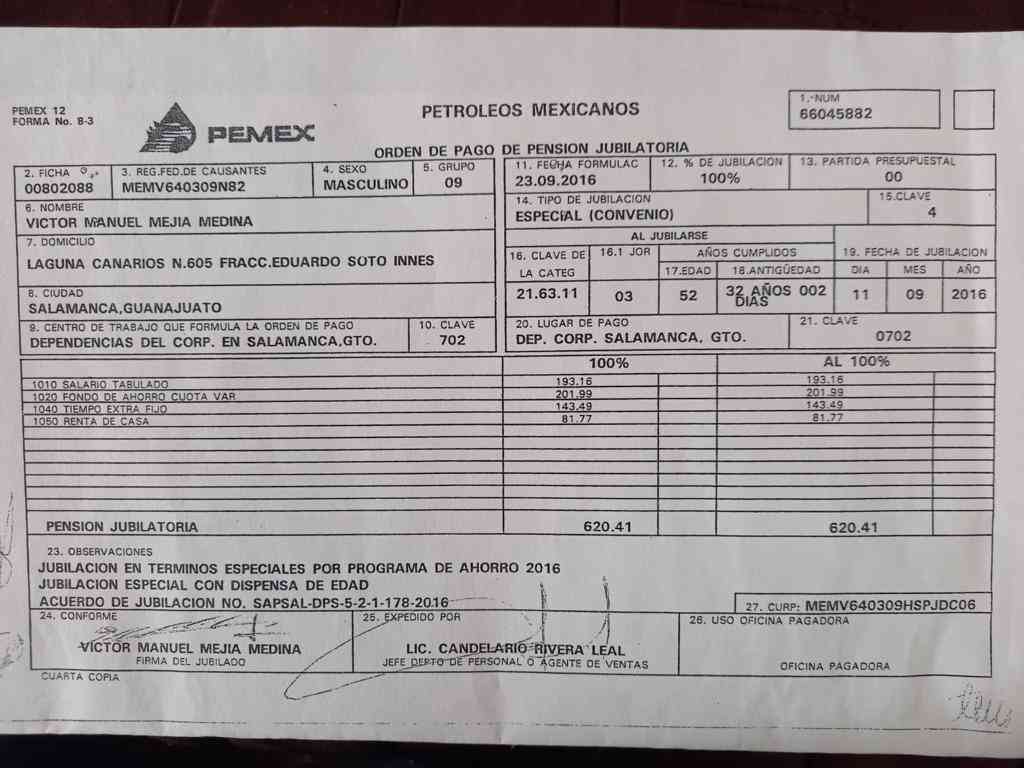 PEMEX 12
FORMA No. B-3
PEMEX
PETROLEOS MEXICANOS
1.-NUM
66045882
ORDEN DE PAGO DE PENSION JUBILATORIA
2. FICHA
00802088
3. REG.FED.DE CAUSANTES
MEMV640309N82
4. SEXO
MASCULINO
5. GRUPO
09
11. FECHA FORMULAC
23.09.2016
12. % DE JUBILACION
100%
13. PARTIDA PRESUPUESTAL
00
6. NOMBRE
VICTOR MANUEL MEJIA MEDINA
14. TIPO DE JUBILACION
ESPECIAL (CONVENIO)
15.CLAVE
4
7. DOMICILIO
LAGUNA CANARIOS N.605 FRACC.EDUARDO SOTO INNES
AL JUBILARSE
16. CLAVE DE
LA CATEG
21.63.11
16.1 JOR
03
AÑOS CUMPLIDOS
17.EDAD
52
18.ANTIGÜEDAD
32 AÑOS 002
DIAS
19. FECHA DE JUBILACION
DIA MES AÑO
11 09 2016
8. CIUDAD
SALAMANCA,GUANAJUATO
9. CENTRO DE TRABAJO QUE FORMULA LA ORDEN DE PAGO
DEPENDENCIAS DEL CORP. EN SALAMANCA,GTO.
10. CLAVE
702
20. LUGAR DE PAGO
DEP. CORP. SALAMANCA, GTO.
21. CLAVE
0702
100% AL 100%
1010 SALARIO TABULADO 193.16 193.16
1020 FONDO DE AHORRO CUOTA VAR 201.99 201.99
1040 TIEMPO EXTRA FIJO 143.49 143.49
1050 RENTA DE CASA 81.77 81.77
PENSION JUBILATORIA 620.41 620.41
23. OBSERVACIONES
JUBILACION EN TERMINOS ESPECIALES POR PROGRAMA DE AHORRO 2016
JUBILACION ESPECIAL CON DISPENSA DE EDAD
ACUERDO DE JUBILACION NO. SAPSAL-DPS-5-2-1-178-2016
27. CURP: MEMV640309HSPJDC06
24. CONFORME
VICTOR MANUEL MEJIA MEDINA
FIRMA DEL JUBILADO
25. EXPEDIDO POR
LIC. CANDELARIO RIVERA LEAL
JEFE DEPTO DE PERSONAL O AGENTE DE VENTAS
26. USO OFICINA PAGADORA
OFICINA PAGADORA
CUARTA COPIA